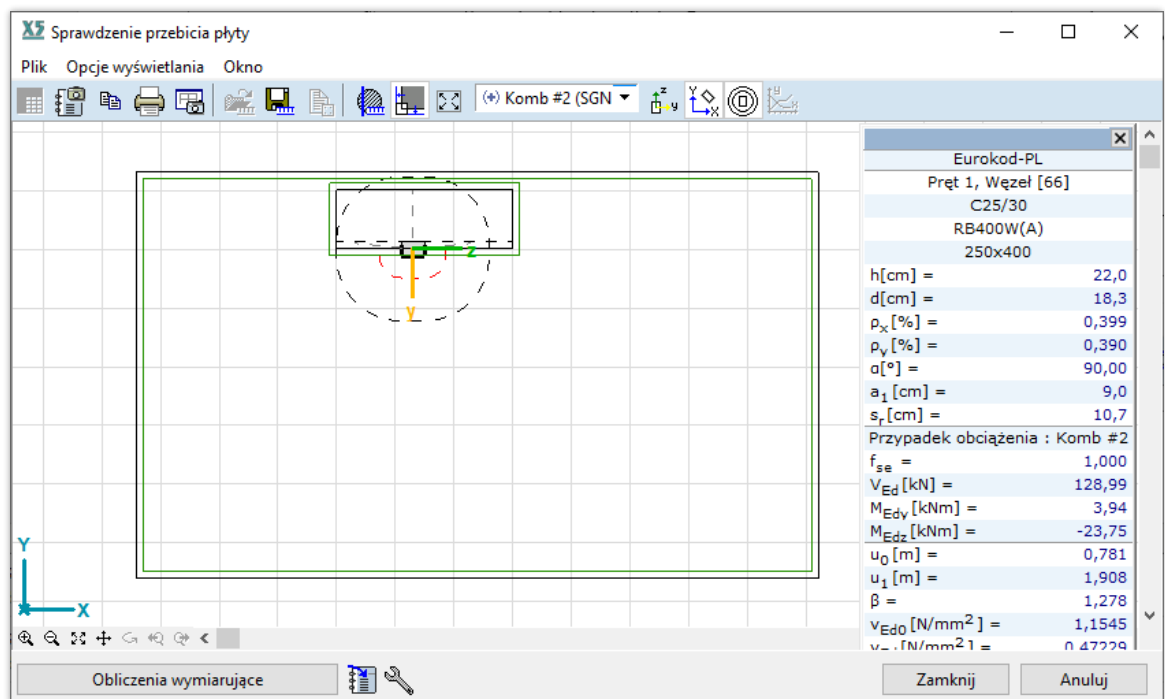 X5 Sprawdzenie przebicia płyty
Plik Opcje wyświetlania Okno
(+) Komb #2 (SGN
Eurokod-PL
Pręt 1, Węzeł [66]
C25/30
RB400W(A)
250x400
h[cm] = 22,0
d[cm] = 18,3
ρx[%] = 0,399
ρy[%] = 0,390
α[°] = 90,00
a1[cm] = 9,0
sr[cm] = 10,7
Przypadek obciążenia : Komb #2
fse = 1,000
VEd[kN] = 128,99
MEdy[kNm] = 3,94
MEdz[kNm] = -23,75
u0[m] = 0,781
u1[m] = 1,908
β = 1,278
vEd0[N/mm2] = 1,1545
0,47229
z
y
Y
X
Obliczenia wymiarujące
Zamknij
Anuluj